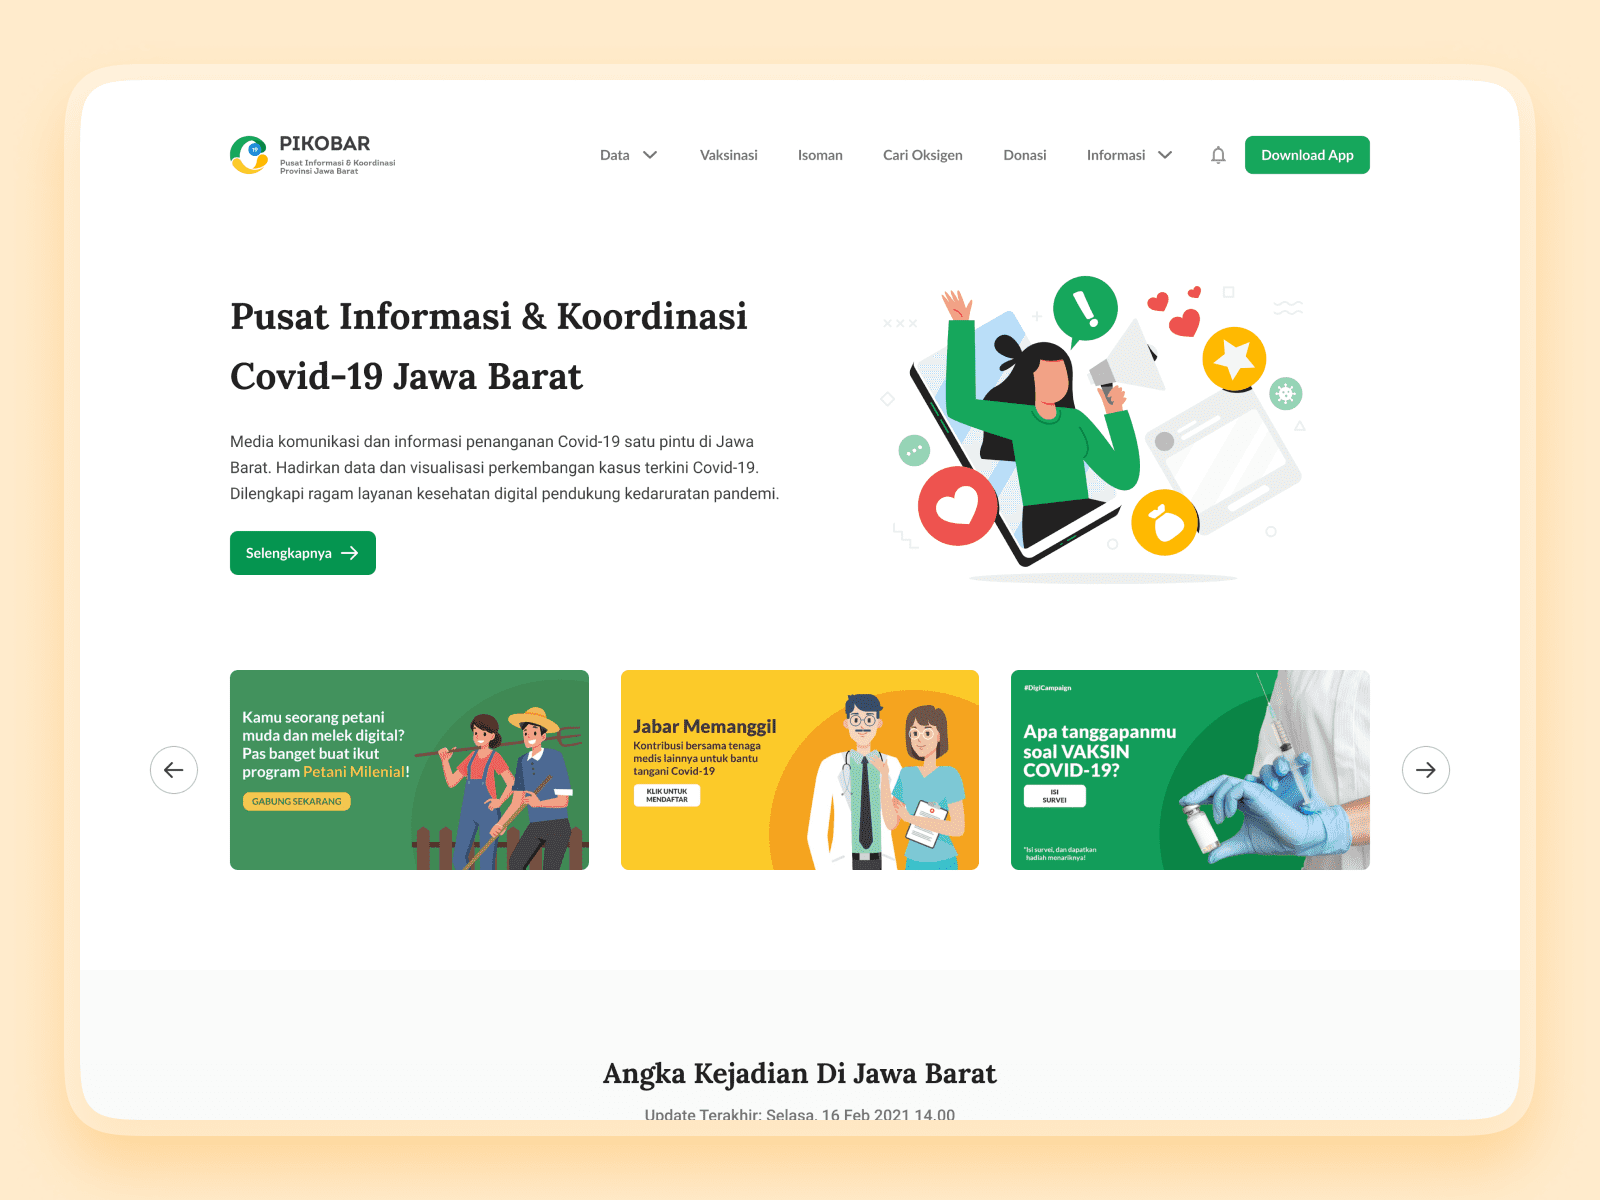 PIKOBAR
Pusat Informasi & Koordinasi
Provinsi Jawa Barat
19
Data
Vaksinasi
Isoman
Cari Oksigen
Donasi
Informasi
Download App
Pusat Informasi & Koordinasi
Covid-19 Jawa Barat
Media komunikasi dan informasi penanganan Covid-19 satu pintu di Jawa
Barat. Hadirkan data dan visualisasi perkembangan kasus terkini Covid-19.
Dilengkapi ragam layanan kesehatan digital pendukung kedaruratan pandemi.
Selengkapnya
Kamu seorang petani
muda dan melek digital?
Pas banget buat ikut
program Petani Milenial!
GABUNG SEKARANG
Jabar Memanggil
Kontribusi bersama tenaga
medis lainnya untuk bantu
tangani Covid-19
KLIK UNTUK
MENDAFTAR
#DigiCampaign
Apa tanggapanmu
soal VAKSIN
COVID-19?
ISI
SURVEI
*Isi survei, dan dapatkan
hadiah menariknya!
Angka Kejadian Di Jawa Barat
Update Terakhir: Selasa, 16 Feb 2021 14.00